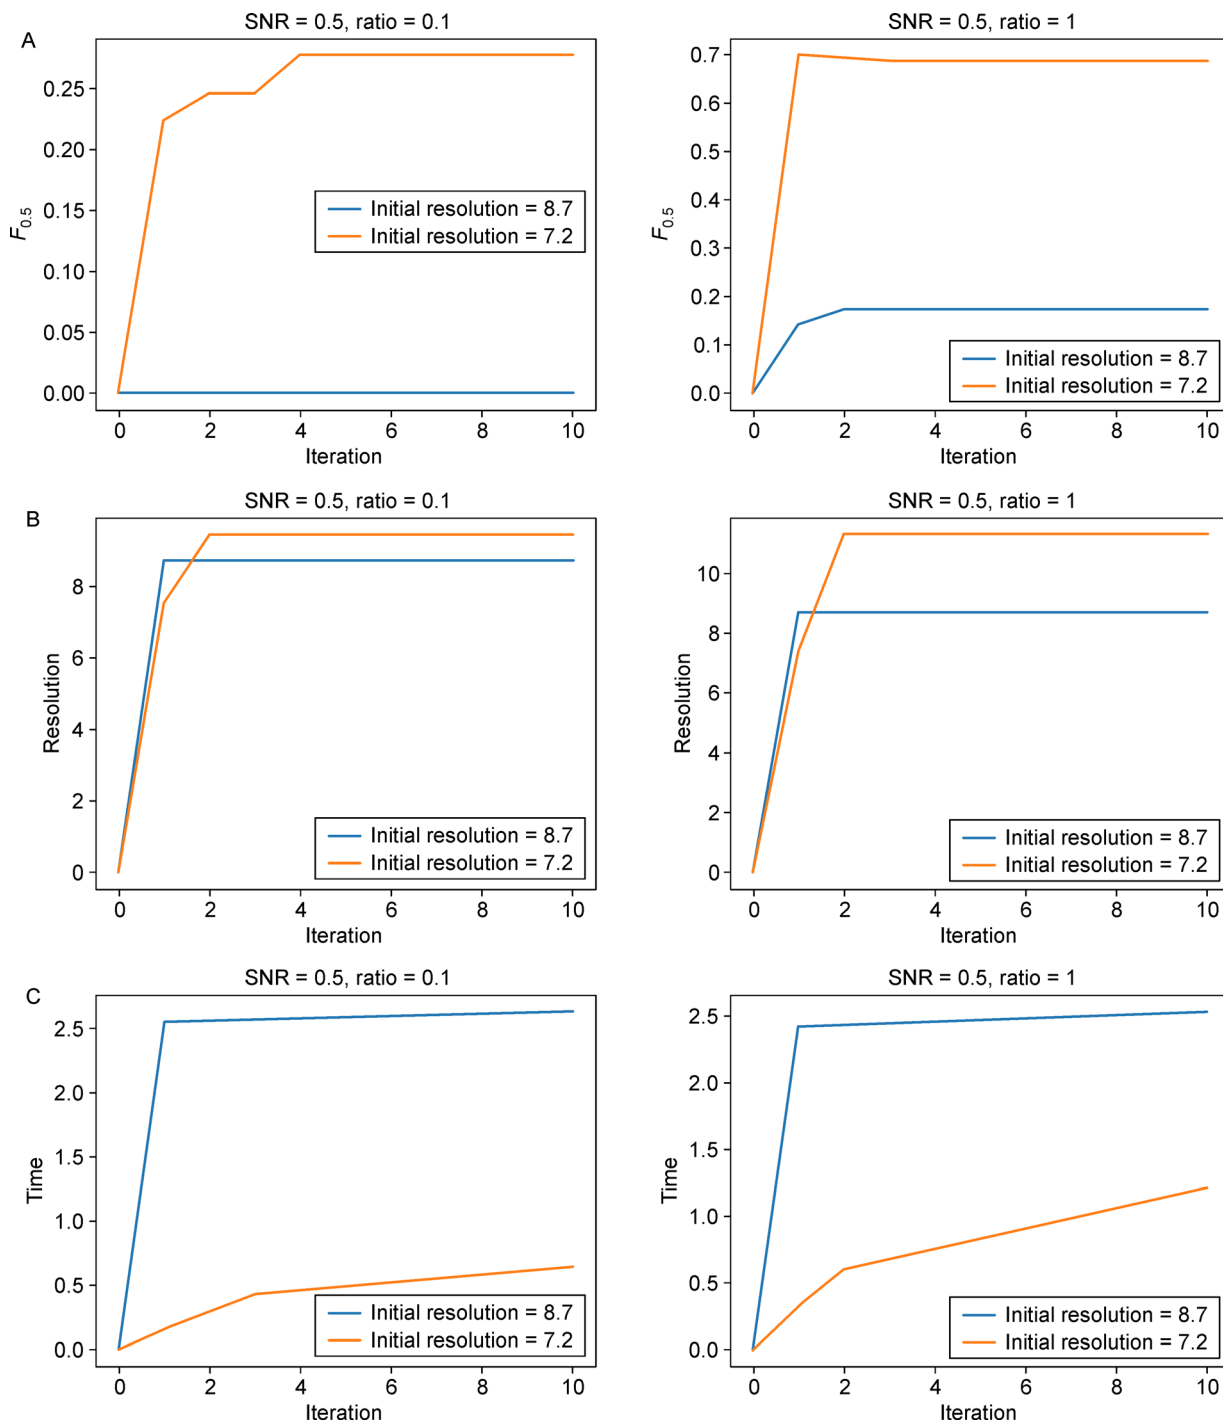 A
SNR = 0.5, ratio = 0.1
F0.5
0.25
0.20
0.15
0.10
0.05
0.00
Initial resolution = 8.7
Initial resolution = 7.2
0 2 4 6 8 10
Iteration
SNR = 0.5, ratio = 1
F0.5
0.7
0.6
0.5
0.4
0.3
0.2
0.1
0.0
Initial resolution = 8.7
Initial resolution = 7.2
0 2 4 6 8 10
Iteration
B
SNR = 0.5, ratio = 0.1
Resolution
8
6
4
2
0
Initial resolution = 8.7
Initial resolution = 7.2
0 2 4 6 8 10
Iteration
SNR = 0.5, ratio = 1
Resolution
10
8
6
4
2
0
Initial resolution = 8.7
Initial resolution = 7.2
0 2 4 6 8 10
Iteration
C
SNR = 0.5, ratio = 0.1
Time
2.5
2.0
1.5
1.0
0.5
0.0
Initial resolution = 8.7
Initial resolution = 7.2
0 2 4 6 8 10
Iteration
SNR = 0.5, ratio = 1
Time
2.5
2.0
1.5
1.0
0.5
0.0
Initial resolution = 8.7
Initial resolution = 7.2
0 2 4 6 8 10
Iteration